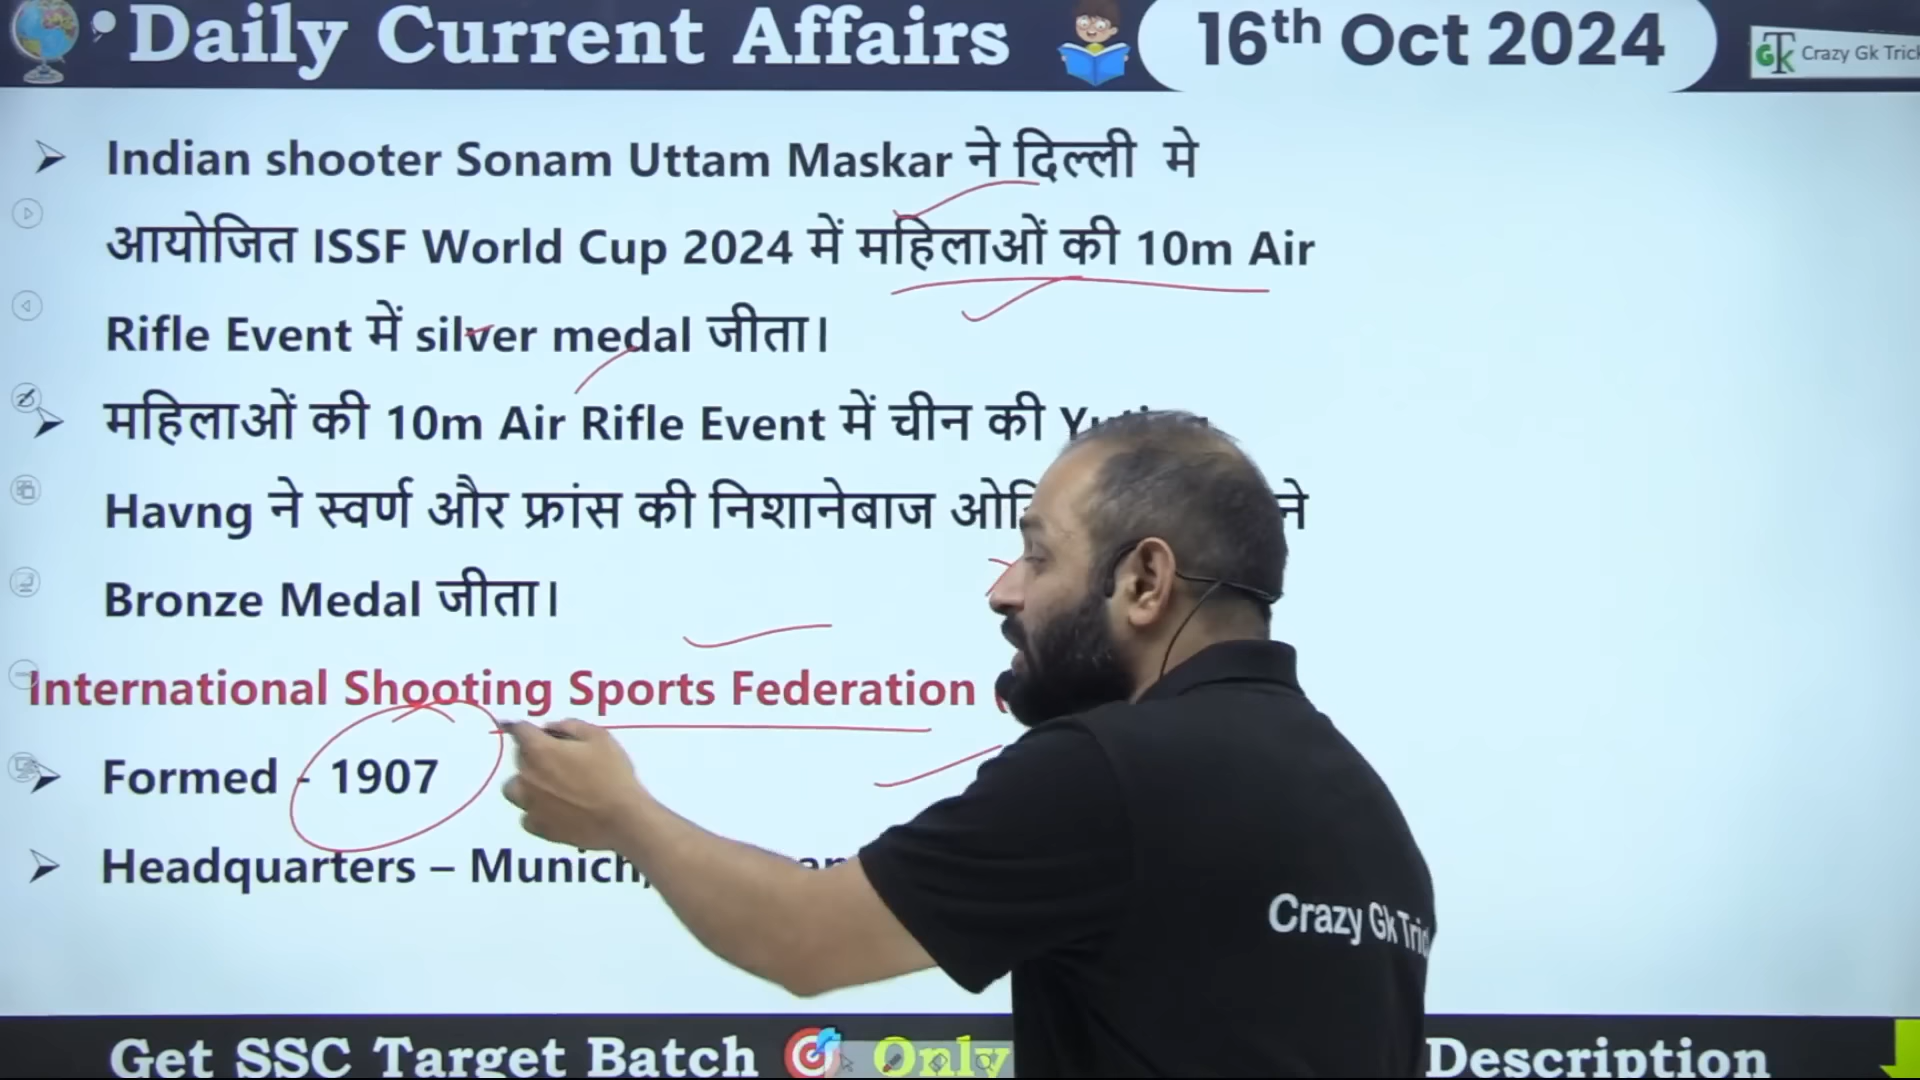 Daily Current Affairs
16th Oct 2024
Crazy Gk Trick
Indian shooter Sonam Uttam Maskar ने दिल्ली मे
आयोजित ISSF World Cup 2024 में महिलाओं की 10m Air
Rifle Event में silver medal जीता।
महिलाओं की 10m Air Rifle Event में चीन की
Havng ने स्वर्ण और फ्रांस की निशानेबाज ने
Bronze Medal जीता।
International Shooting Sports Federation
Formed - 1907
Headquarters – Munich,
Crazy Gk
Get SSC Target Batch Only
Description